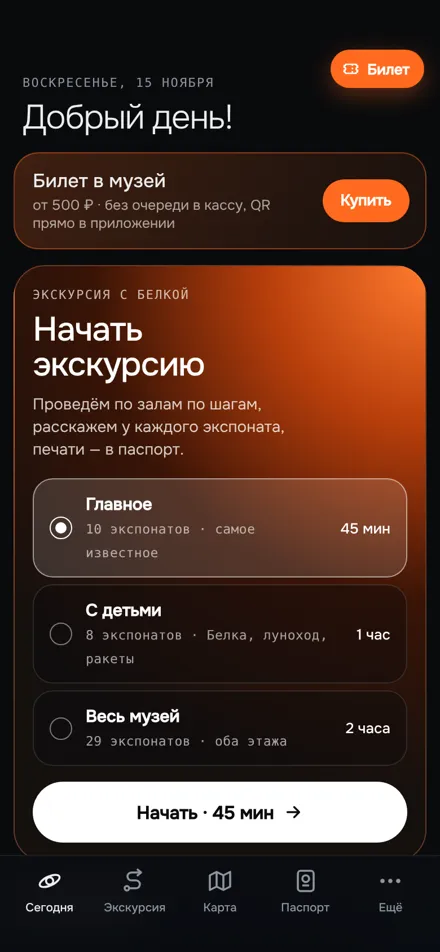 Билет
ВОСКРЕСЕНЬЕ, 15 НОЯБРЯ
Добрый день!
Билет в музей
от 500 ₽ · без очереди в кассу, QR
прямо в приложении
Купить
ЭКСКУРСИЯ С БЕЛКОЙ
Начать
экскурсию
Проведём по залам по шагам,
расскажем у каждого экспоната,
печати — в паспорт.
Главное
10 экспонатов · самое
известное
45 мин
С детьми
8 экспонатов · Белка, луноход,
ракеты
1 час
Весь музей
29 экспонатов · оба этажа
2 часа
Начать · 45 мин →
Сегодня
Экскурсия
Карта
Паспорт
Ещё